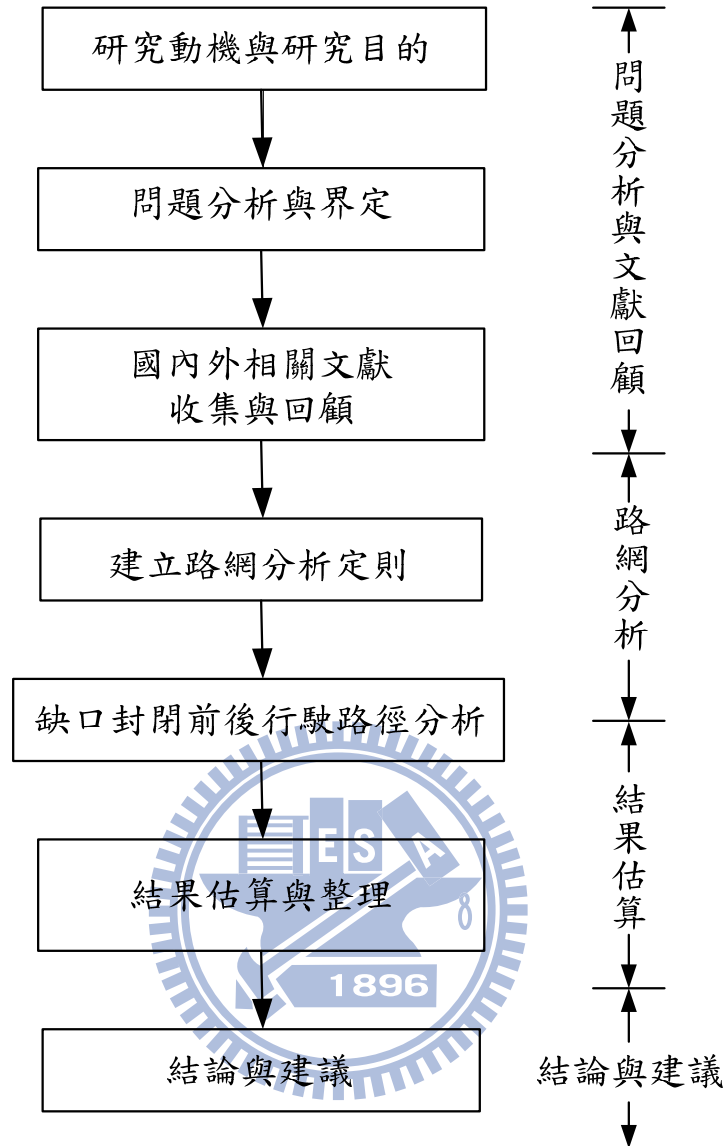 研究動機與研究目的
問題分析與界定
國內外相關文獻
收集與回顧
建立路網分析定則
缺口封閉前後行駛路徑分析
結果估算與整理
結論與建議
問題分析與文獻回顧
路網分析
結果估算
結論與建議
E S A
8
1896